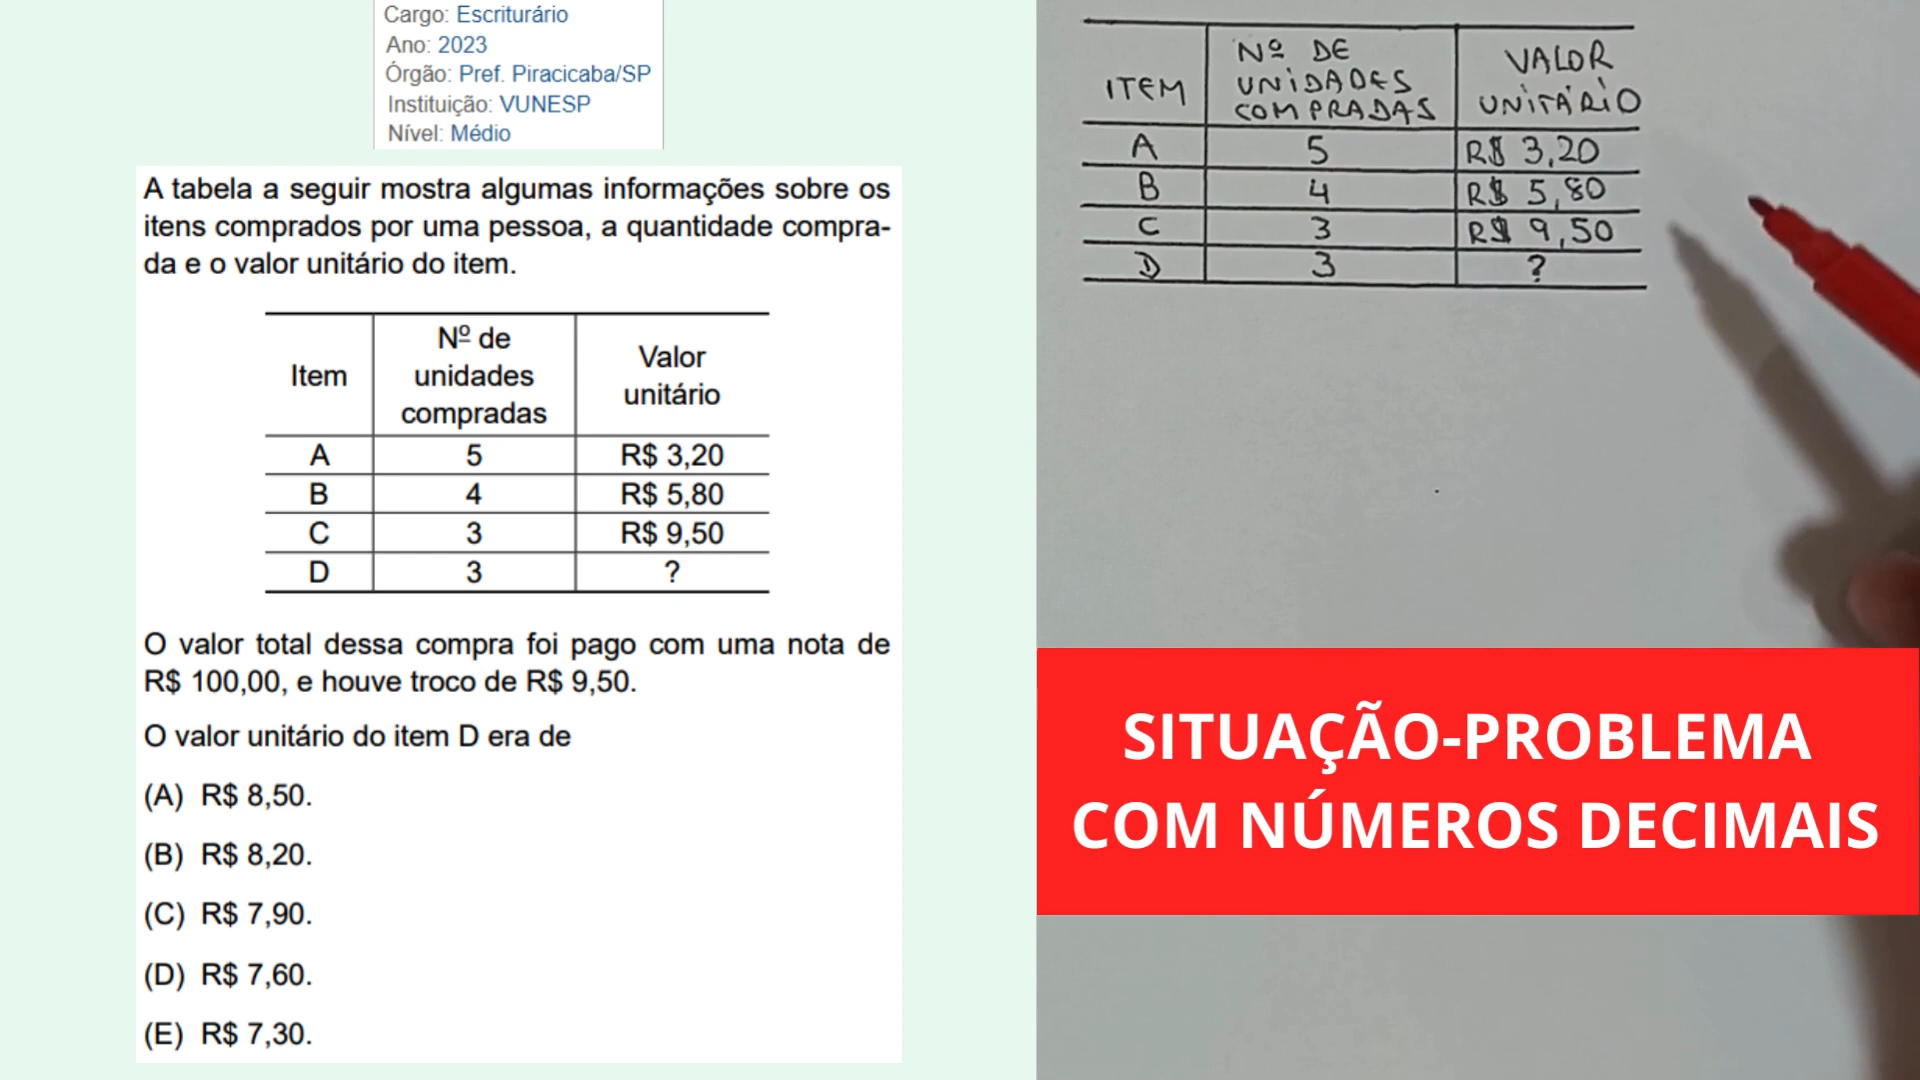 Cargo: Escriturário
Ano: 2023
Órgão: Pref. Piracicaba/SP
Instituição: VUNESP
Nível: Médio
A tabela a seguir mostra algumas informações sobre os
itens comprados por uma pessoa, a quantidade compra-
da e o valor unitário do item.
Item Nº de unidades compradas Valor unitário
A 5 R$ 3,20
B 4 R$ 5,80
C 3 R$ 9,50
D 3 ?
O valor total dessa compra foi pago com uma nota de
R$ 100,00, e houve troco de R$ 9,50.
O valor unitário do item D era de
(A) R$ 8,50.
(B) R$ 8,20.
(C) R$ 7,90.
(D) R$ 7,60.
(E) R$ 7,30.
ITEM Nº DE UNIDADES COMPRADAS VALOR UNITÁRIO
A 5 R$ 3,20
B 4 R$ 5,80
C 3 R$ 9,50
D 3 ?
SITUAÇÃO-PROBLEMA
COM NÚMEROS DECIMAIS